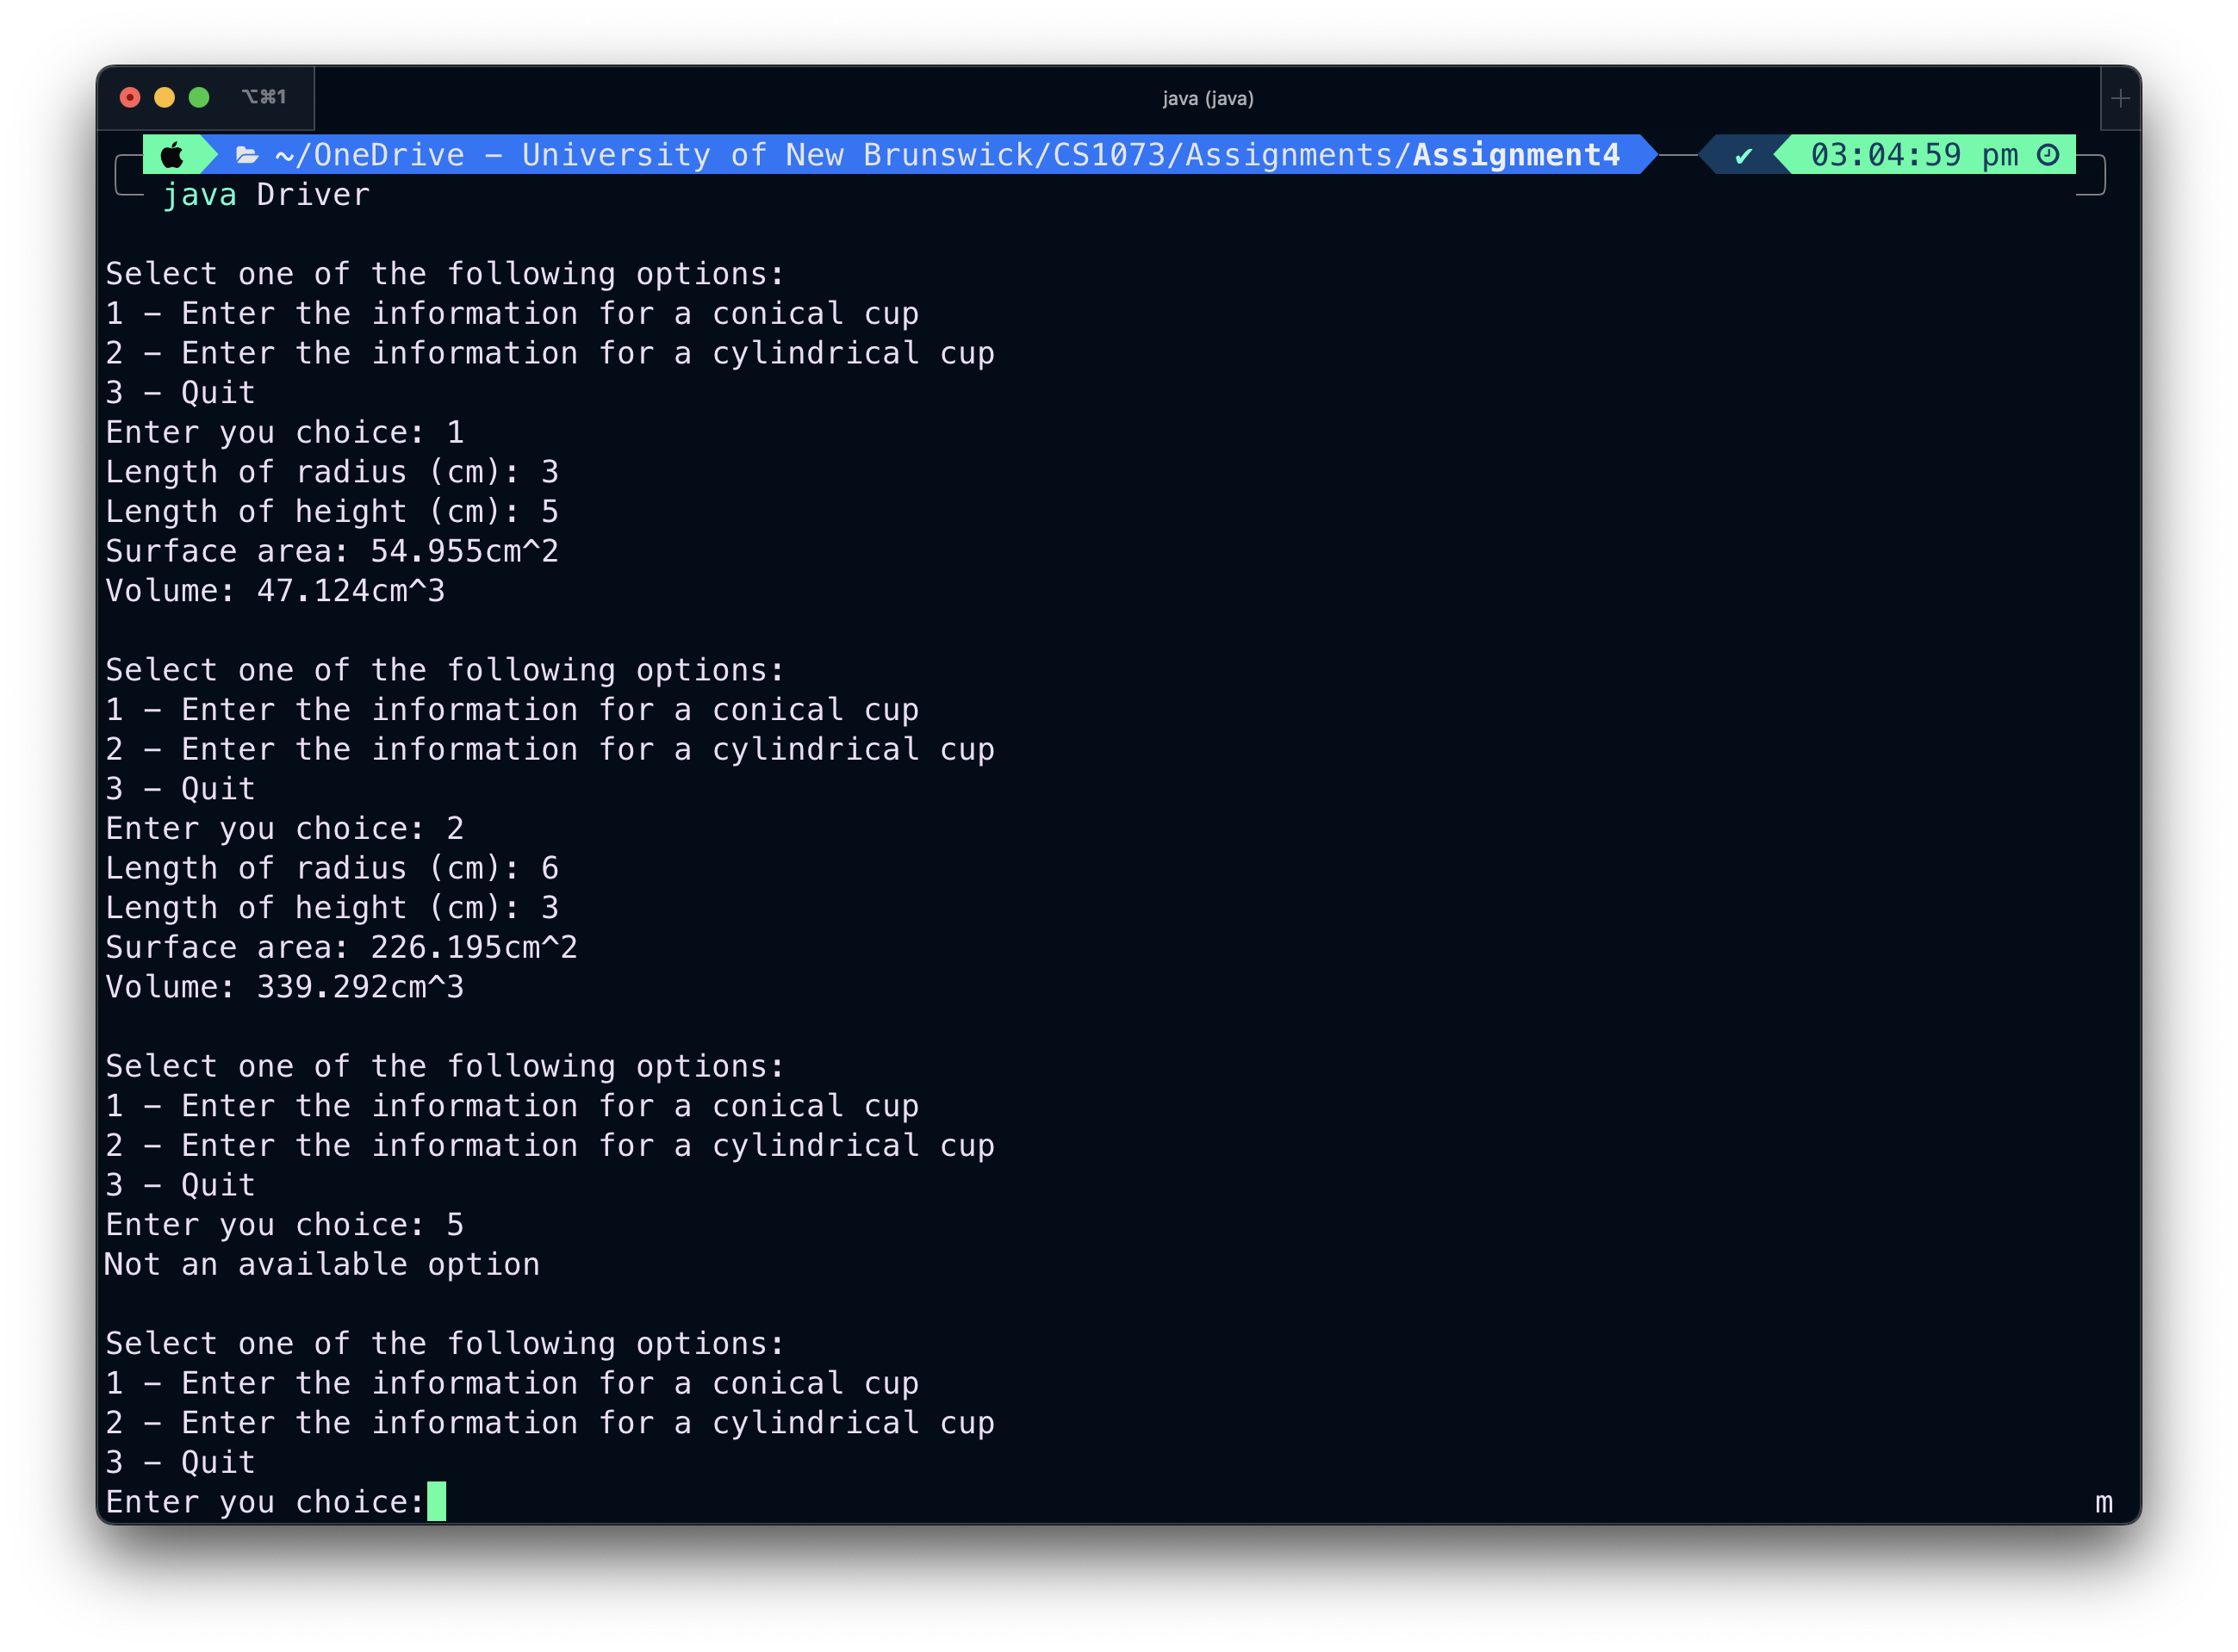 ⌥⌘1
java (java)
~/OneDrive – University of New Brunswick/CS1073/Assignments/Assignment4 ✔ 03:04:59 pm
java Driver
Select one of the following options:
1 – Enter the information for a conical cup
2 – Enter the information for a cylindrical cup
3 – Quit
Enter you choice: 1
Length of radius (cm): 3
Length of height (cm): 5
Surface area: 54.955cm^2
Volume: 47.124cm^3
Select one of the following options:
1 – Enter the information for a conical cup
2 – Enter the information for a cylindrical cup
3 – Quit
Enter you choice: 2
Length of radius (cm): 6
Length of height (cm): 3
Surface area: 226.195cm^2
Volume: 339.292cm^3
Select one of the following options:
1 – Enter the information for a conical cup
2 – Enter the information for a cylindrical cup
3 – Quit
Enter you choice: 5
Not an available option
Select one of the following options:
1 – Enter the information for a conical cup
2 – Enter the information for a cylindrical cup
3 – Quit
Enter you choice: m